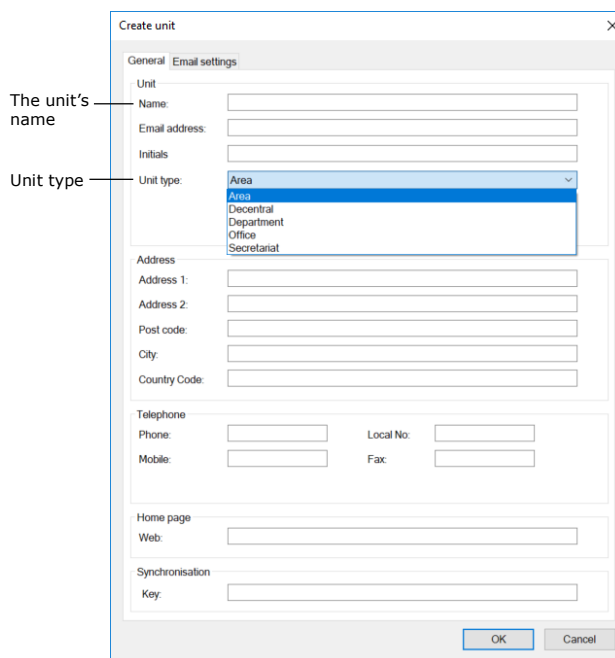 Create unit
General Email settings
Unit
The unit's
name
Name:
Email address:
Initials
Unit type
Unit type: Area
Area
Decentral
Department
Office
Secretariat
Address
Address 1:
Address 2:
Post code:
City:
Country Code:
Telephone
Phone: Local No:
Mobile: Fax:
Home page
Web:
Synchronisation
Key:
OK Cancel